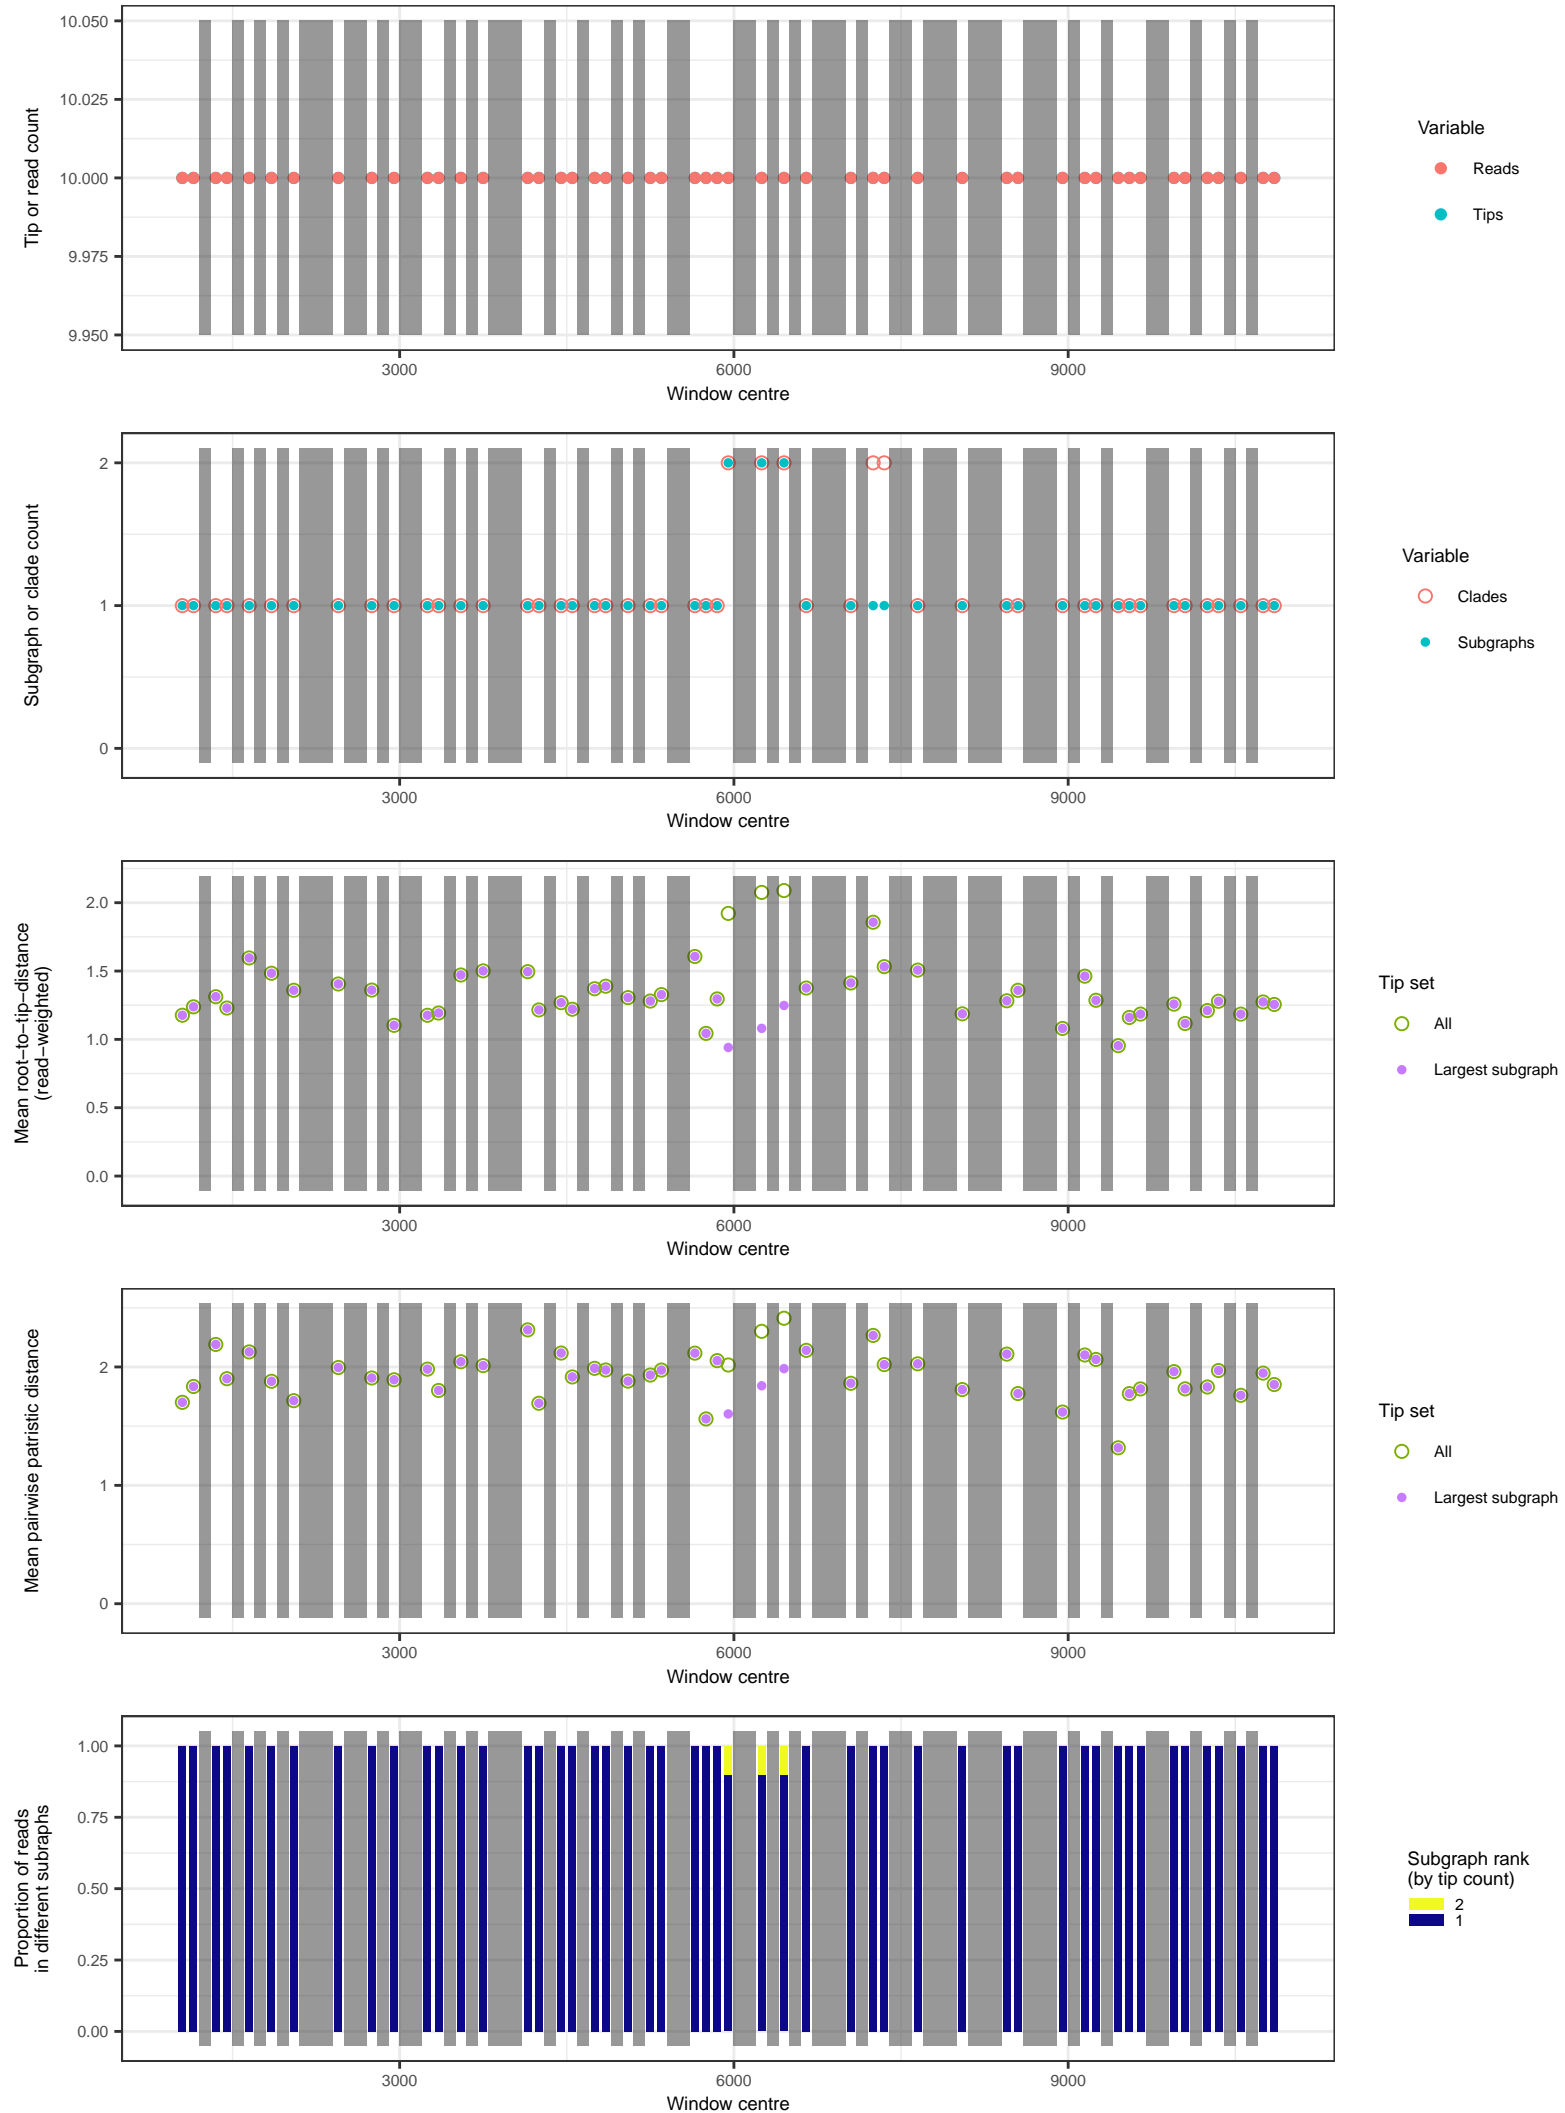 10.050
10.025
10.000
9.975
9.950
Tip or read count
3000
6000
9000
Window centre
Variable
Reads
Tips
2
1
0
Subgraph or clade count
3000
6000
9000
Window centre
Variable
Clades
Subgraphs
2.0
1.5
1.0
0.5
0.0
Mean root−to−tip−distance
(read−weighted)
3000
6000
9000
Window centre
Tip set
All
Largest subgraph
2
1
0
Mean pairwise patristic distance
3000
6000
9000
Window centre
Tip set
All
Largest subgraph
1.00
0.75
0.50
0.25
0.00
Proportion of reads
in different subraphs
3000
6000
9000
Window centre
Subgraph rank
(by tip count)
2
1